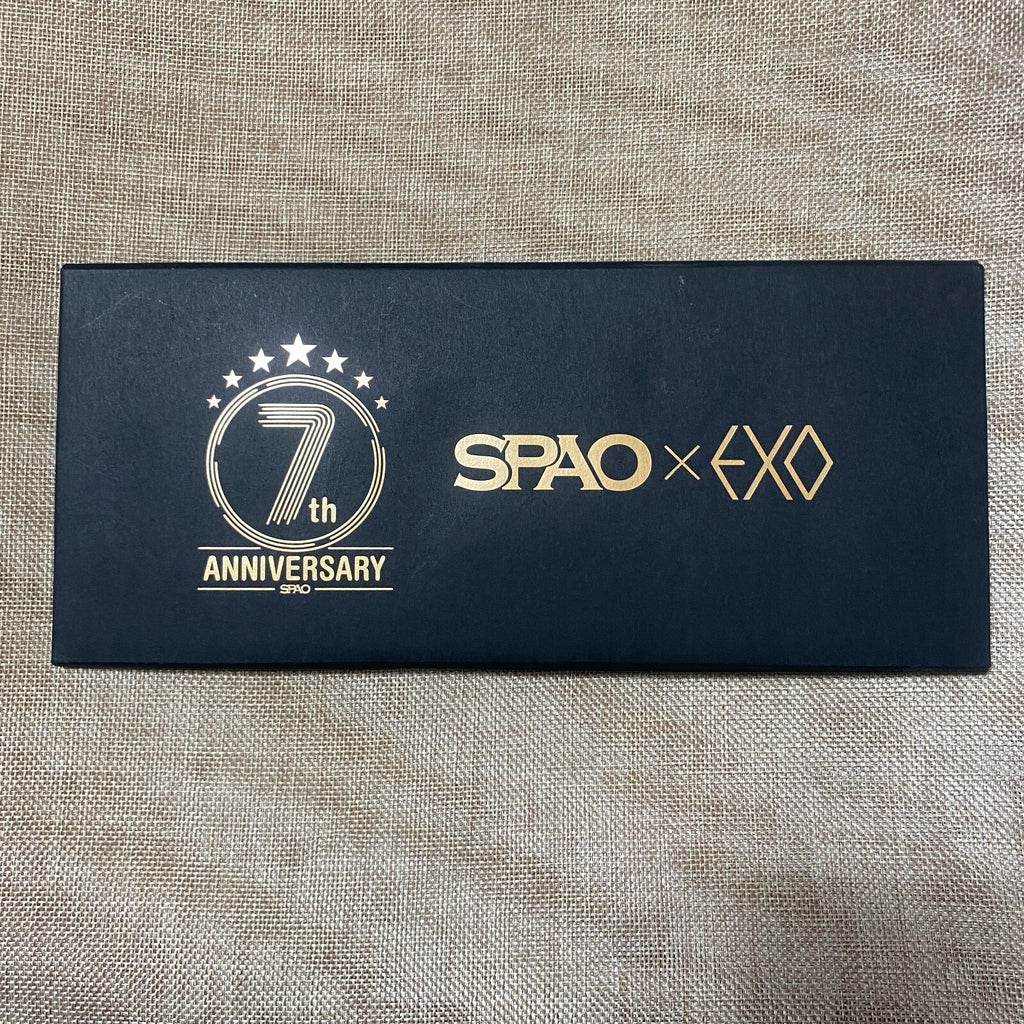 7th
ANNIVERSARY
SPAO
SPAO × EXO